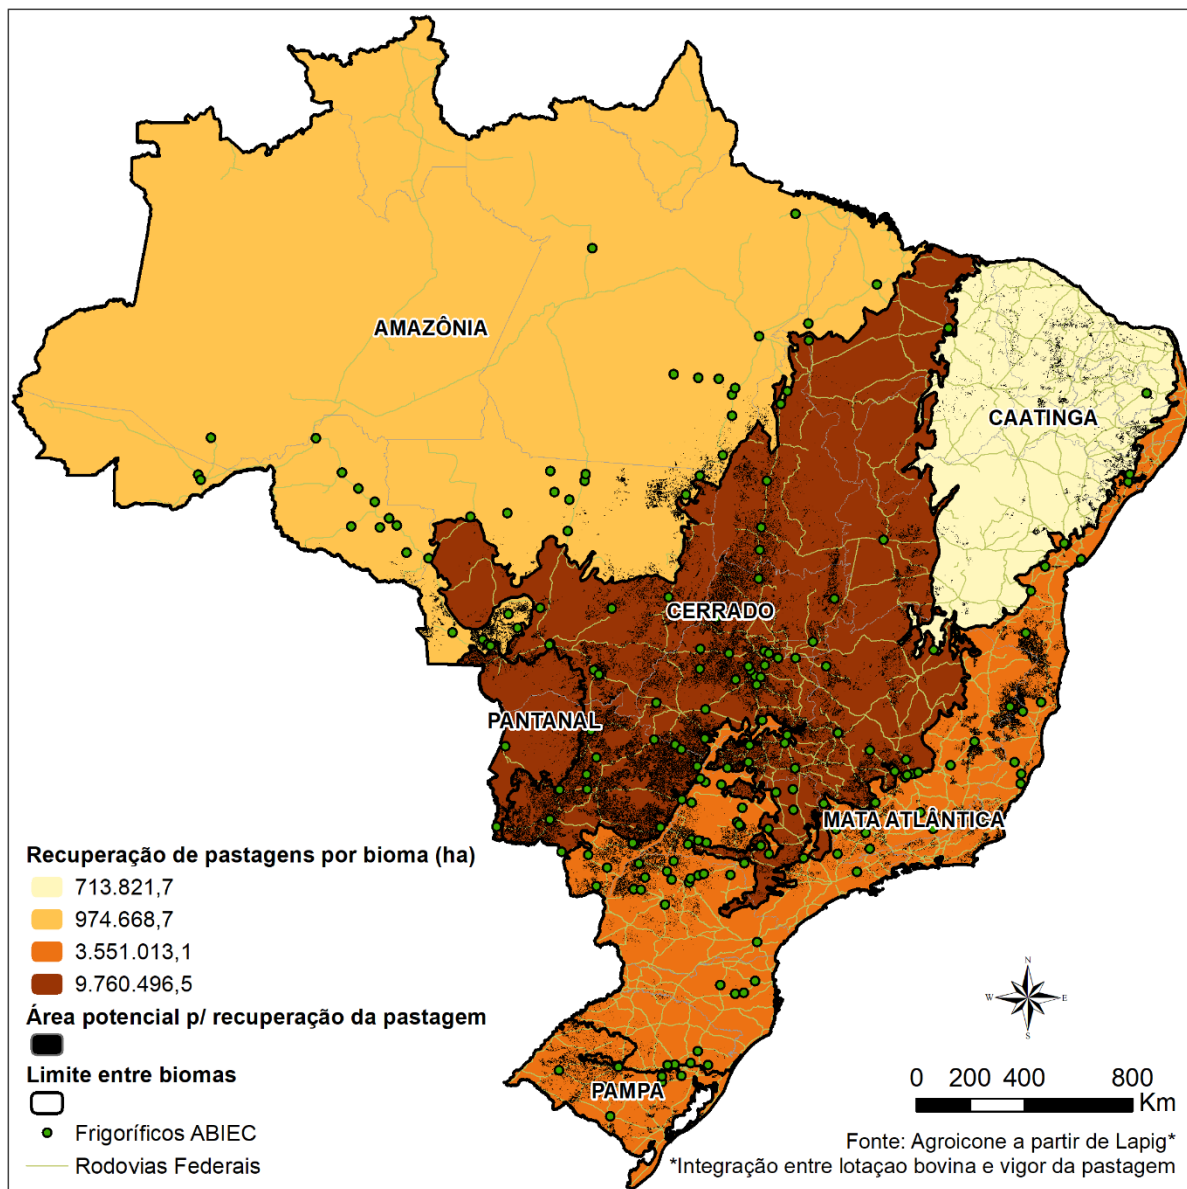 AMAZÔNIA
CAATINGA
CERRADO
PANTANAL
MATA ATLÂNTICA
PAMPA
Recuperação de pastagens por bioma (ha)
713.821,7
974.668,7
3.551.013,1
9.760.496,5
Área potencial p/ recuperação da pastagem
Limite entre biomas
Frigoríficos ABIEC
Rodovias Federais
N
W E
S
0 200 400 800
Km
Fonte: Agroicone a partir de Lapig*
*Integração entre lotaçao bovina e vigor da pastagem